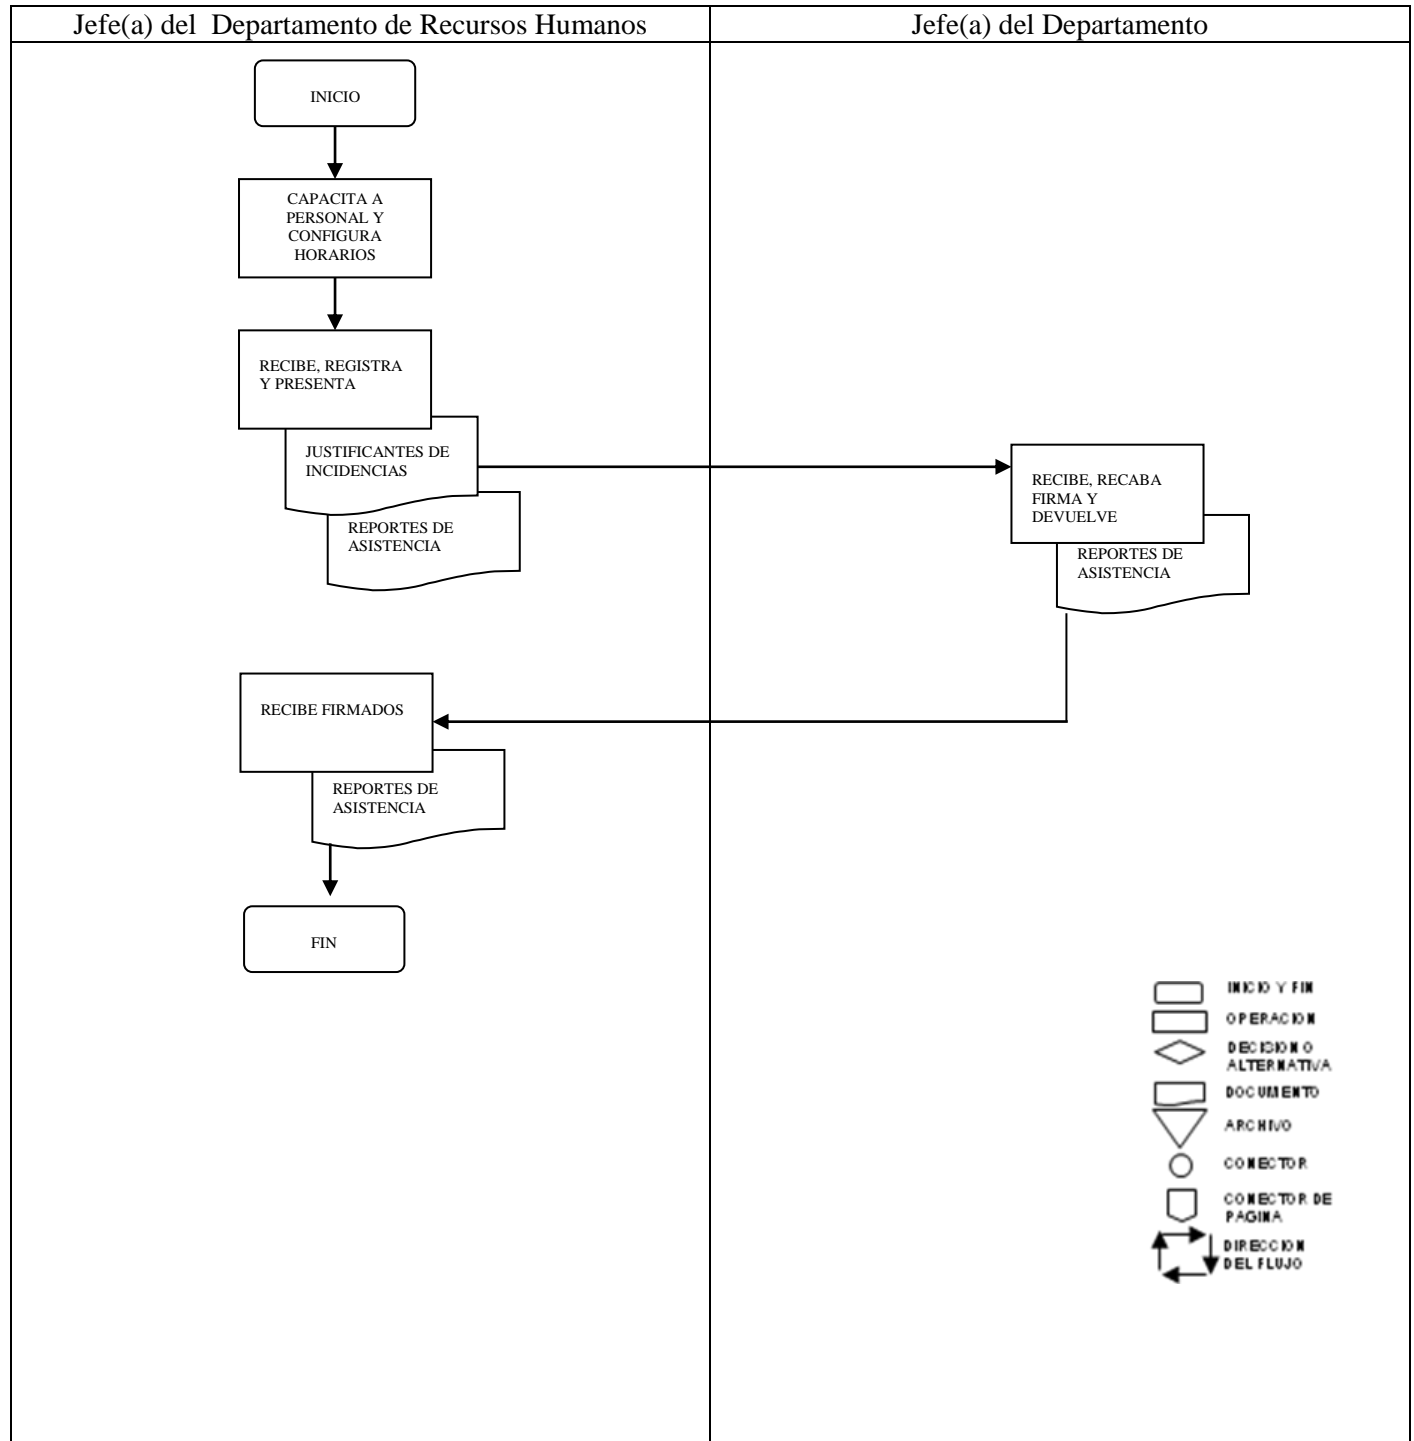 Jefe(a) del  Departamento de Recursos Humanos
Jefe(a) del Departamento
INICIO
CAPACITA A
PERSONAL Y
CONFIGURA
HORARIOS
RECIBE, REGISTRA
Y PRESENTA
JUSTIFICANTES DE
INCIDENCIAS
REPORTES DE
ASISTENCIA
RECIBE, RECABA
FIRMA Y
DEVUELVE
REPORTES DE
ASISTENCIA
RECIBE FIRMADOS
REPORTES DE
ASISTENCIA
FIN
INICIO Y FIN
OPERACION
DECISION O
ALTERNATIVA
DOCUMENTO
ARCHIVO
CONECTOR
CONECTOR DE
PAGINA
DIRECCION
DEL FLUJO